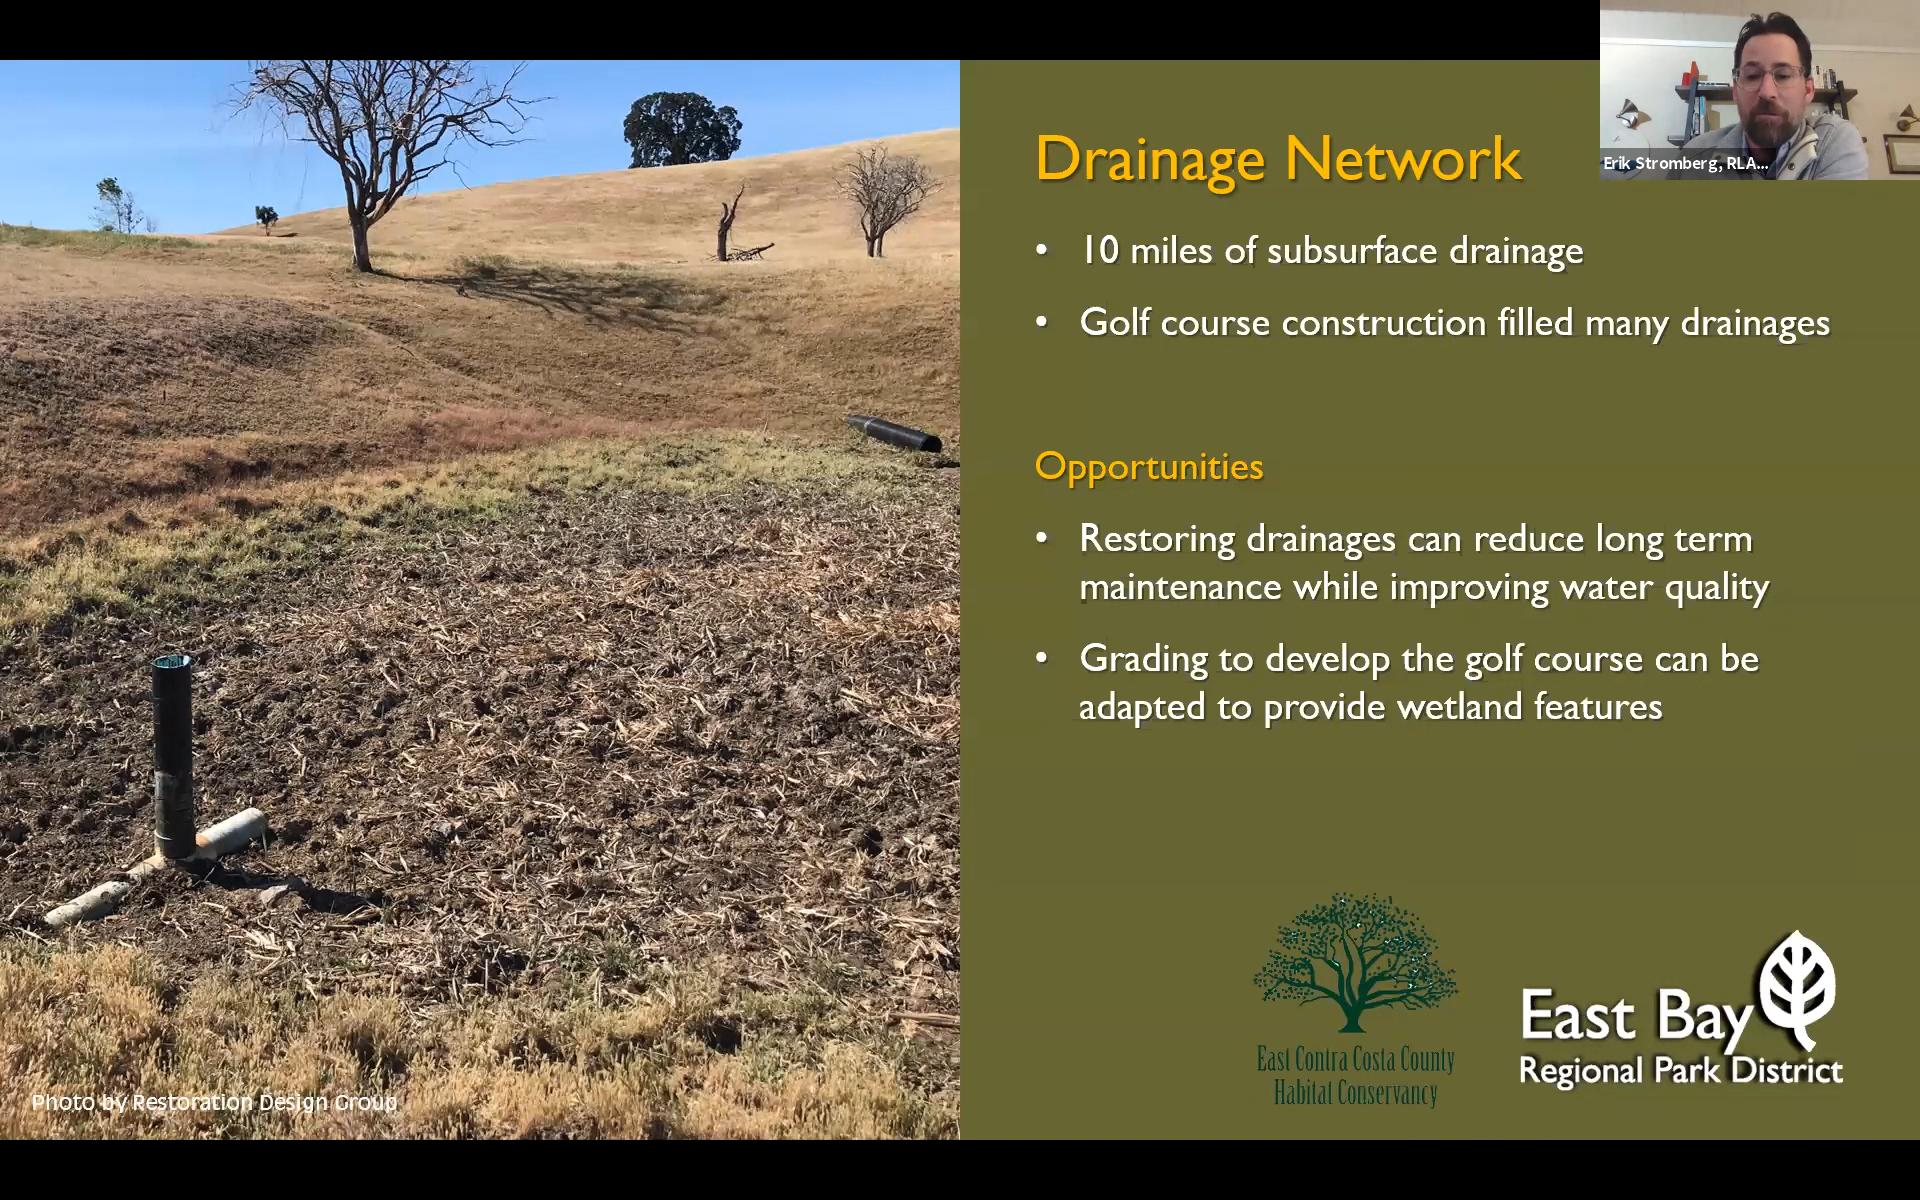 Erik Stromberg, RLA...
Drainage Network
• 10 miles of subsurface drainage
• Golf course construction filled many drainages
Opportunities
• Restoring drainages can reduce long term
maintenance while improving water quality
• Grading to develop the golf course can be
adapted to provide wetland features
East Contra Costa County
Habitat Conservancy
East Bay
Regional Park District
Photo by Restoration Design Group